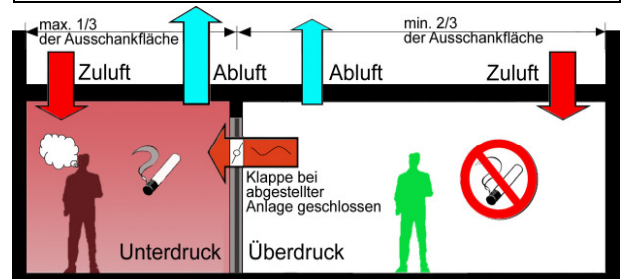 max. 1/3
der Ausschankfläche
min. 2/3
der Ausschankfläche
Zuluft
Abluft
Abluft
Zuluft
Klappe bei
abgestellter
Anlage geschlossen
Unterdruck
Überdruck